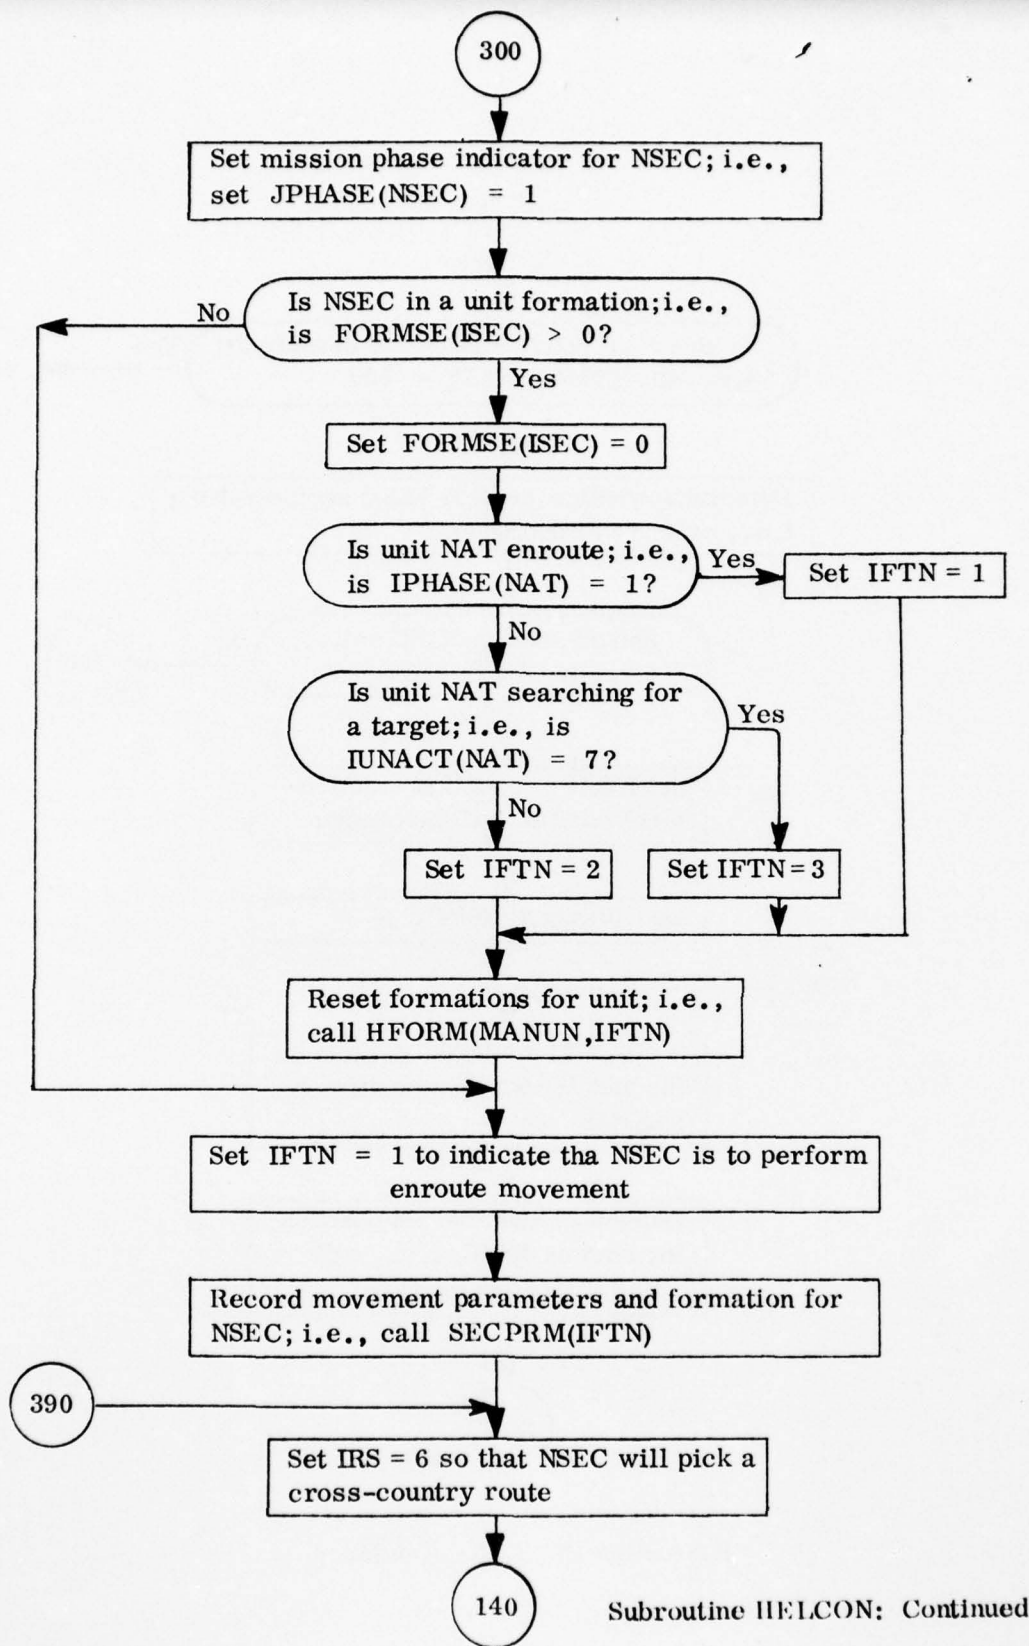 300
Set mission phase indicator for NSEC; i.e.,
set JPHASE(NSEC) = 1
Is NSEC in a unit formation; i.e.,
is FORMSE(ISEC) > 0?
No
Yes
Set FORMSE(ISEC) = 0
Is unit NAT enroute; i.e.,
is IPHASE(NAT) = 1?
Yes
Set IFTN = 1
No
Is unit NAT searching for
a target; i.e., is
IUNACT(NAT) = 7?
Yes
No
Set IFTN = 2
Set IFTN = 3
Reset formations for unit; i.e.,
call HFORM(MANUN,IFTN)
Set IFTN = 1 to indicate tha NSEC is to perform
enroute movement
Record movement parameters and formation for
NSEC; i.e., call SECPRM(IFTN)
390
Set IRS = 6 so that NSEC will pick a
cross-country route
140
Subroutine HELCON: Continued